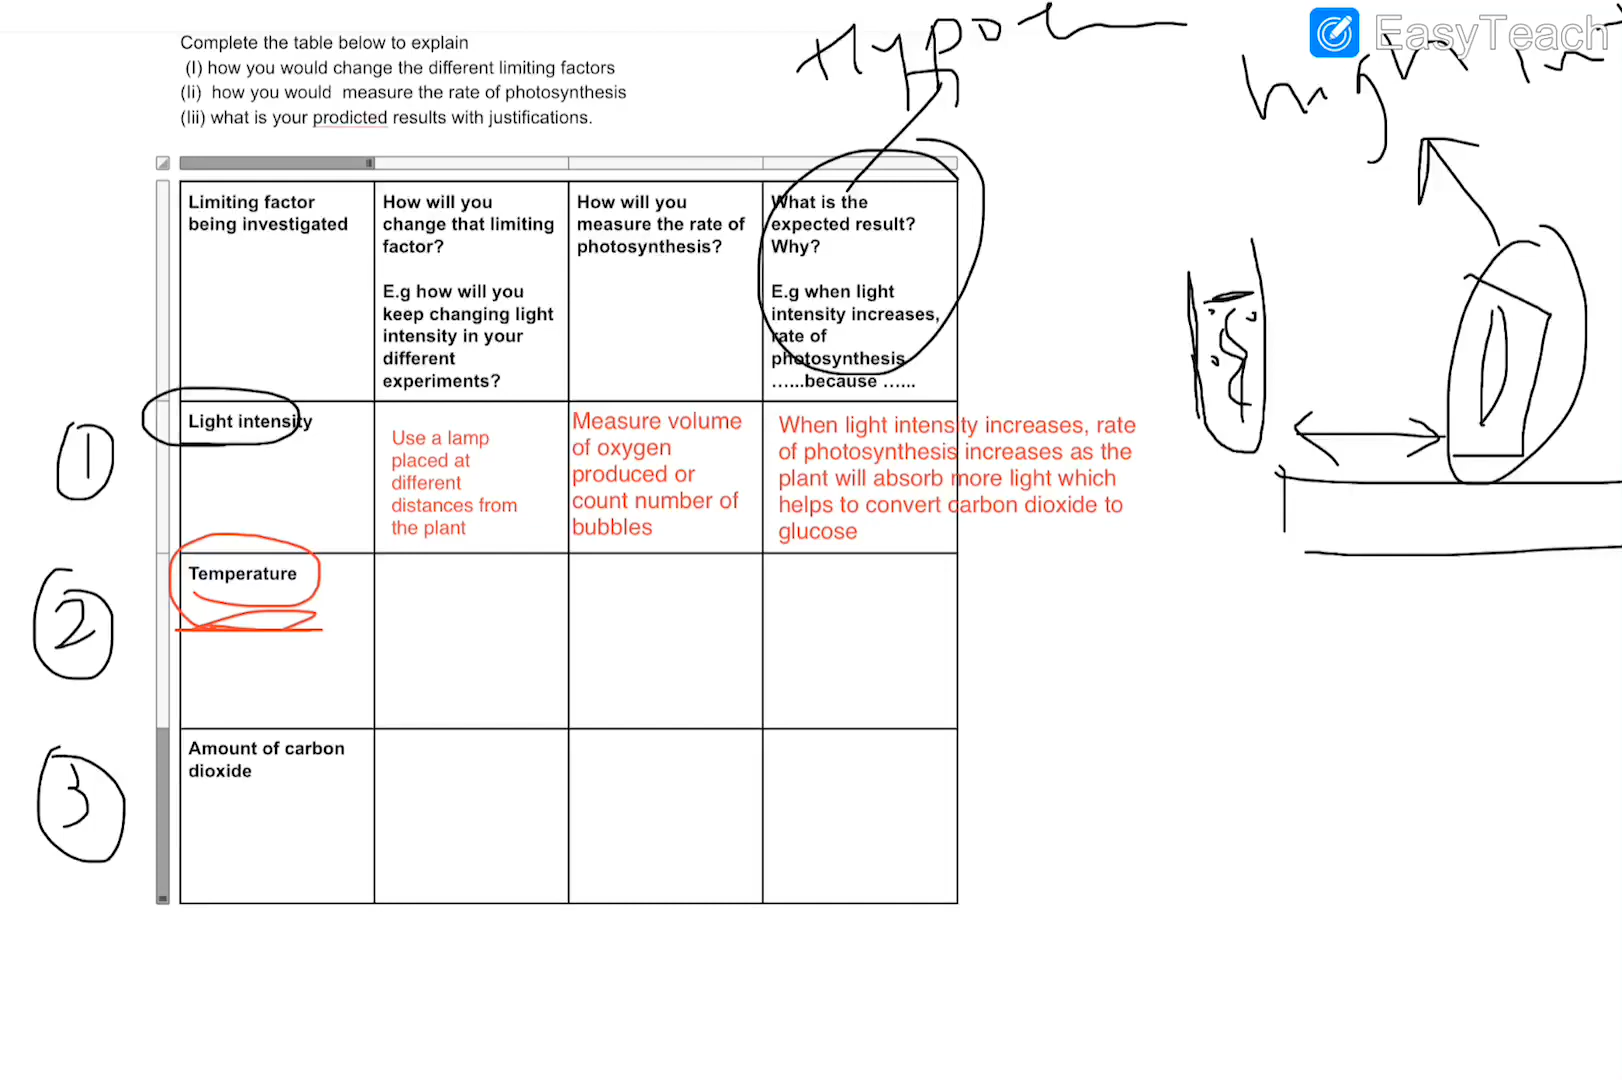 EasyTeach
Complete the table below to explain
(I) how you would change the different limiting factors
(Ii) how you would measure the rate of photosynthesis
(Iii) what is your prodicted results with justifications.
Limiting factor
being investigated
How will you
change that limiting
factor?
E.g how will you
keep changing light
intensity in your
different
experiments?
How will you
measure the rate of
photosynthesis?
What is the
expected result?
Why?
E.g when light
intensity increases,
rate of
photosynthesis
......because ......
1
Light intensity
Use a lamp
placed at
different
distances from
the plant
Measure volume
of oxygen
produced or
count number of
bubbles
When light intensity increases, rate
of photosynthesis increases as the
plant will absorb more light which
helps to convert carbon dioxide to
glucose
2
Temperature
3
Amount of carbon
dioxide